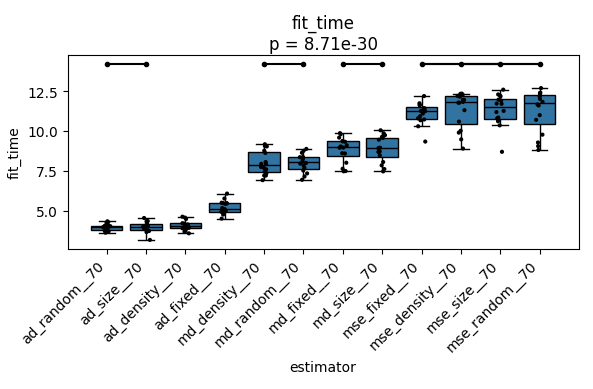 fit_time
p = 8.71e-30
fit_time
12.5
10.0
7.5
5.0
ad_random__70
ad_size__70
ad_density__70
ad_fixed__70
md_density__70
md_random__70
md_fixed__70
md_size__70
mse_fixed__70
mse_density__70
mse_size__70
mse_random__70
estimator